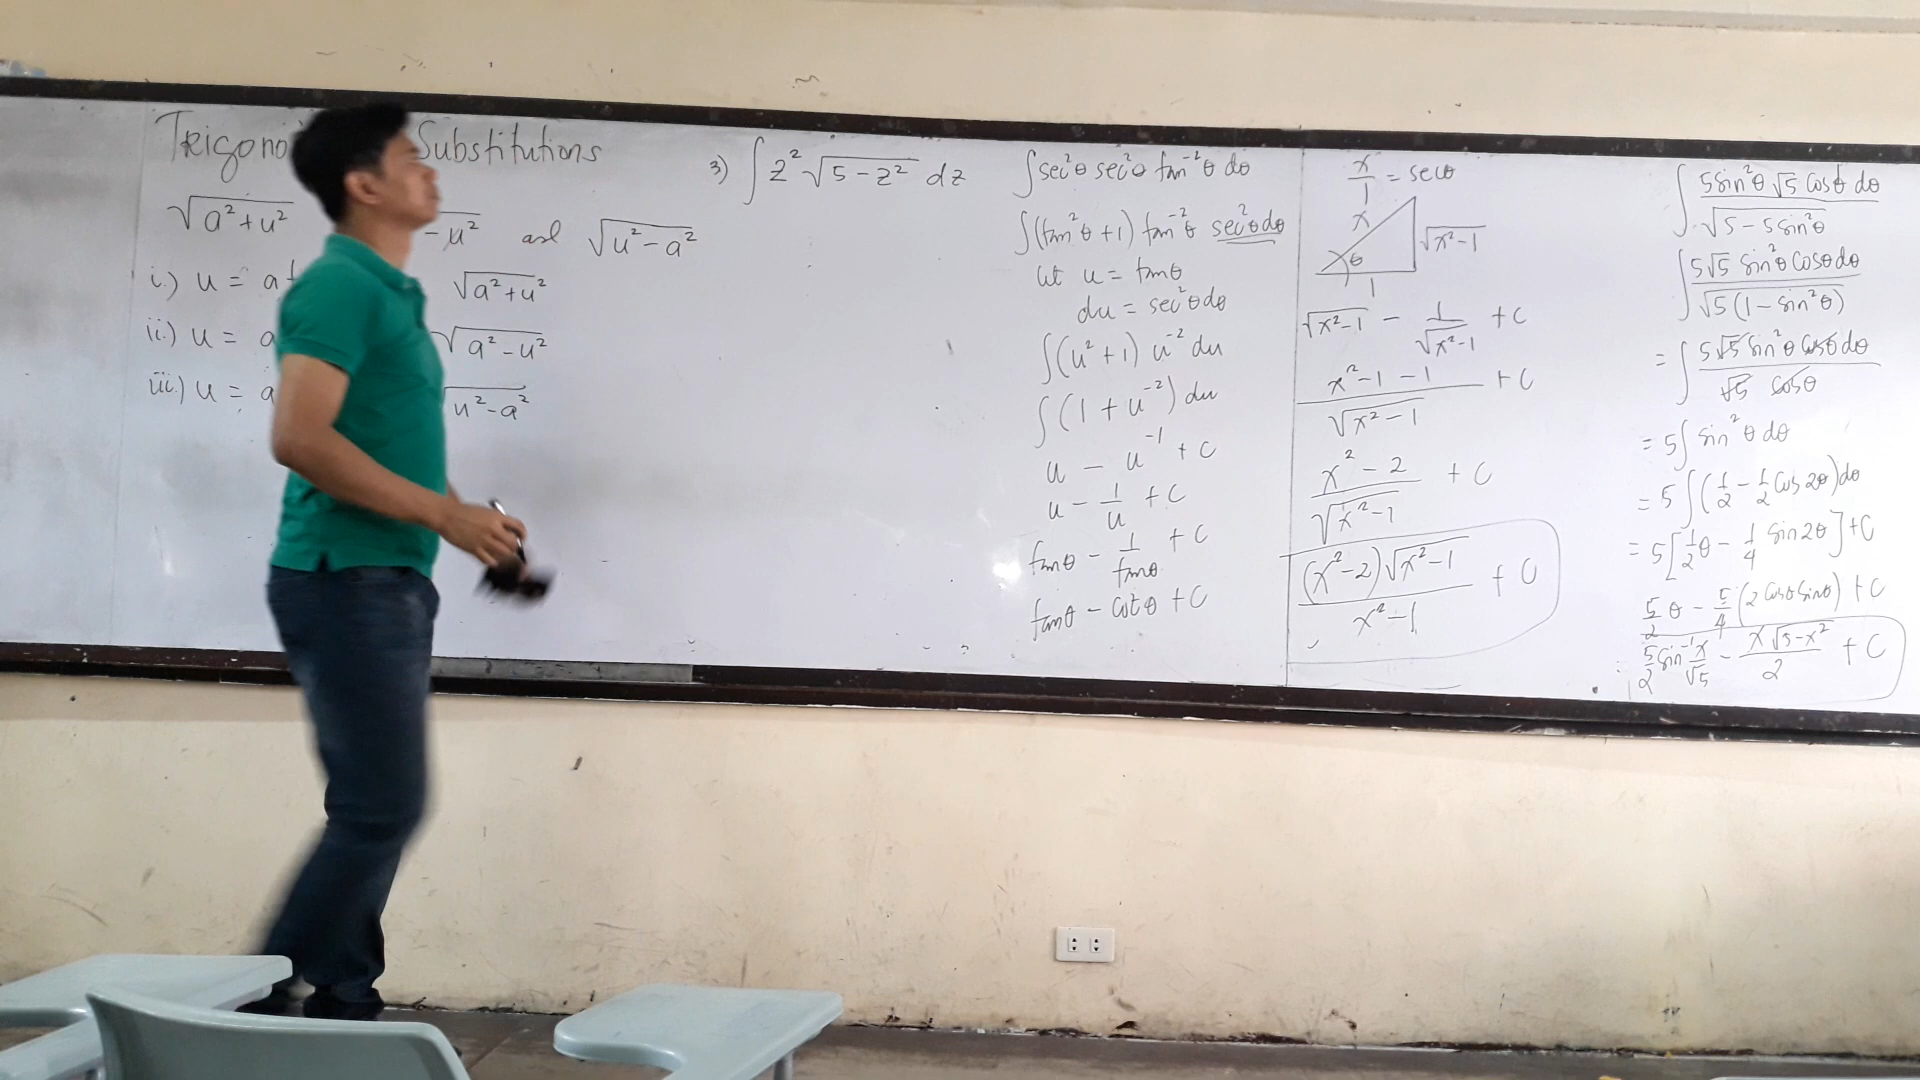 Trigono Substitutions
√(a²+u²) -u² and √(u²-a²)
i.) u = a √(a²+u²)
ii.) u = a √(a²-u²)
iii.) u = a u²-a²
3) ∫ z² √(5-z²) dz
∫ sec²θ sec²θ tan⁻²θ dθ
∫ (tan²θ + 1) tan⁻²θ sec²θdθ
let u = tanθ
du = sec²θdθ
∫ (u² + 1) u⁻² du
∫ (1 + u⁻²) du
u - u⁻¹ + C
u - 1/u + C
tanθ - 1/tanθ + C
tanθ - cotθ + C
x/1 = secθ
x
√(x²-1)
θ
1
√(x²-1) - 1/√(x²-1) + C
(x²-1-1)/√(x²-1) + C
(x²-2)/√(x²-1) + C
(x²-2)√(x²-1)/(x²-1) + C
∫ 5sin²θ √5 cosθ dθ/√(5-5sin²θ)
∫ 5√5 sin²θ cosθdθ/√5(1-sin²θ)
= ∫ 5√5 sin²θ cosθdθ/√5 cosθ
= 5∫ sin²θ dθ
= 5∫ (1/2 - 1/2 cos2θ)dθ
= 5[1/2θ - 1/4 sin2θ] + C
5/2 θ - 5/4 (2cosθsinθ) + C
5/2 sin⁻¹ x/√5 - x√(5-x²)/2 + C